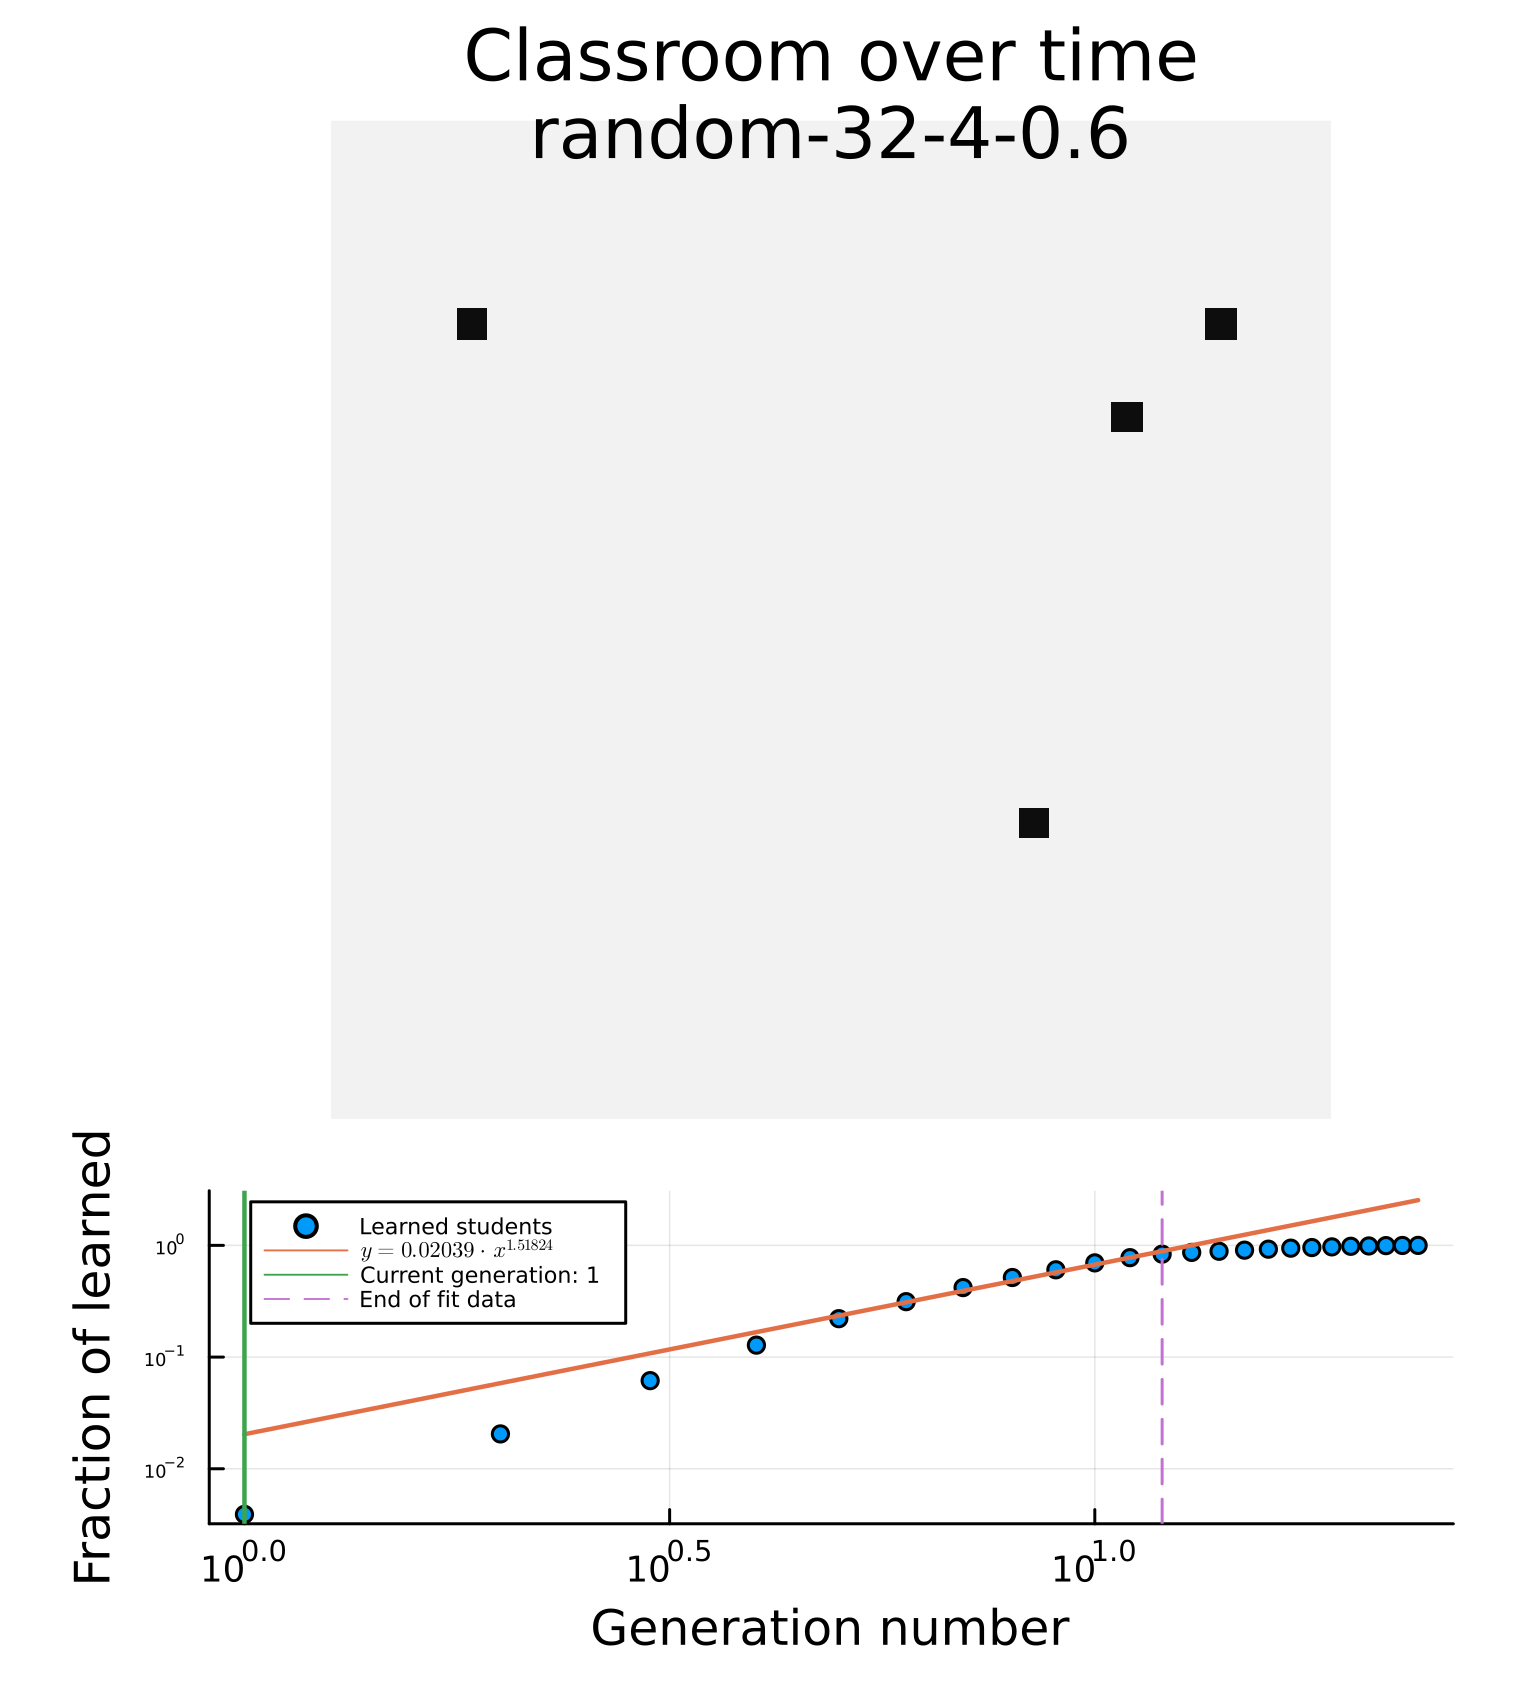 Classroom over time
random-32-4-0.6
Fraction of learned
10⁰
10⁻¹
10⁻²
Learned students
y = 0.02039 · x^1.51824
Current generation: 1
End of fit data
10^0.0
10^0.5
10^1.0
Generation number